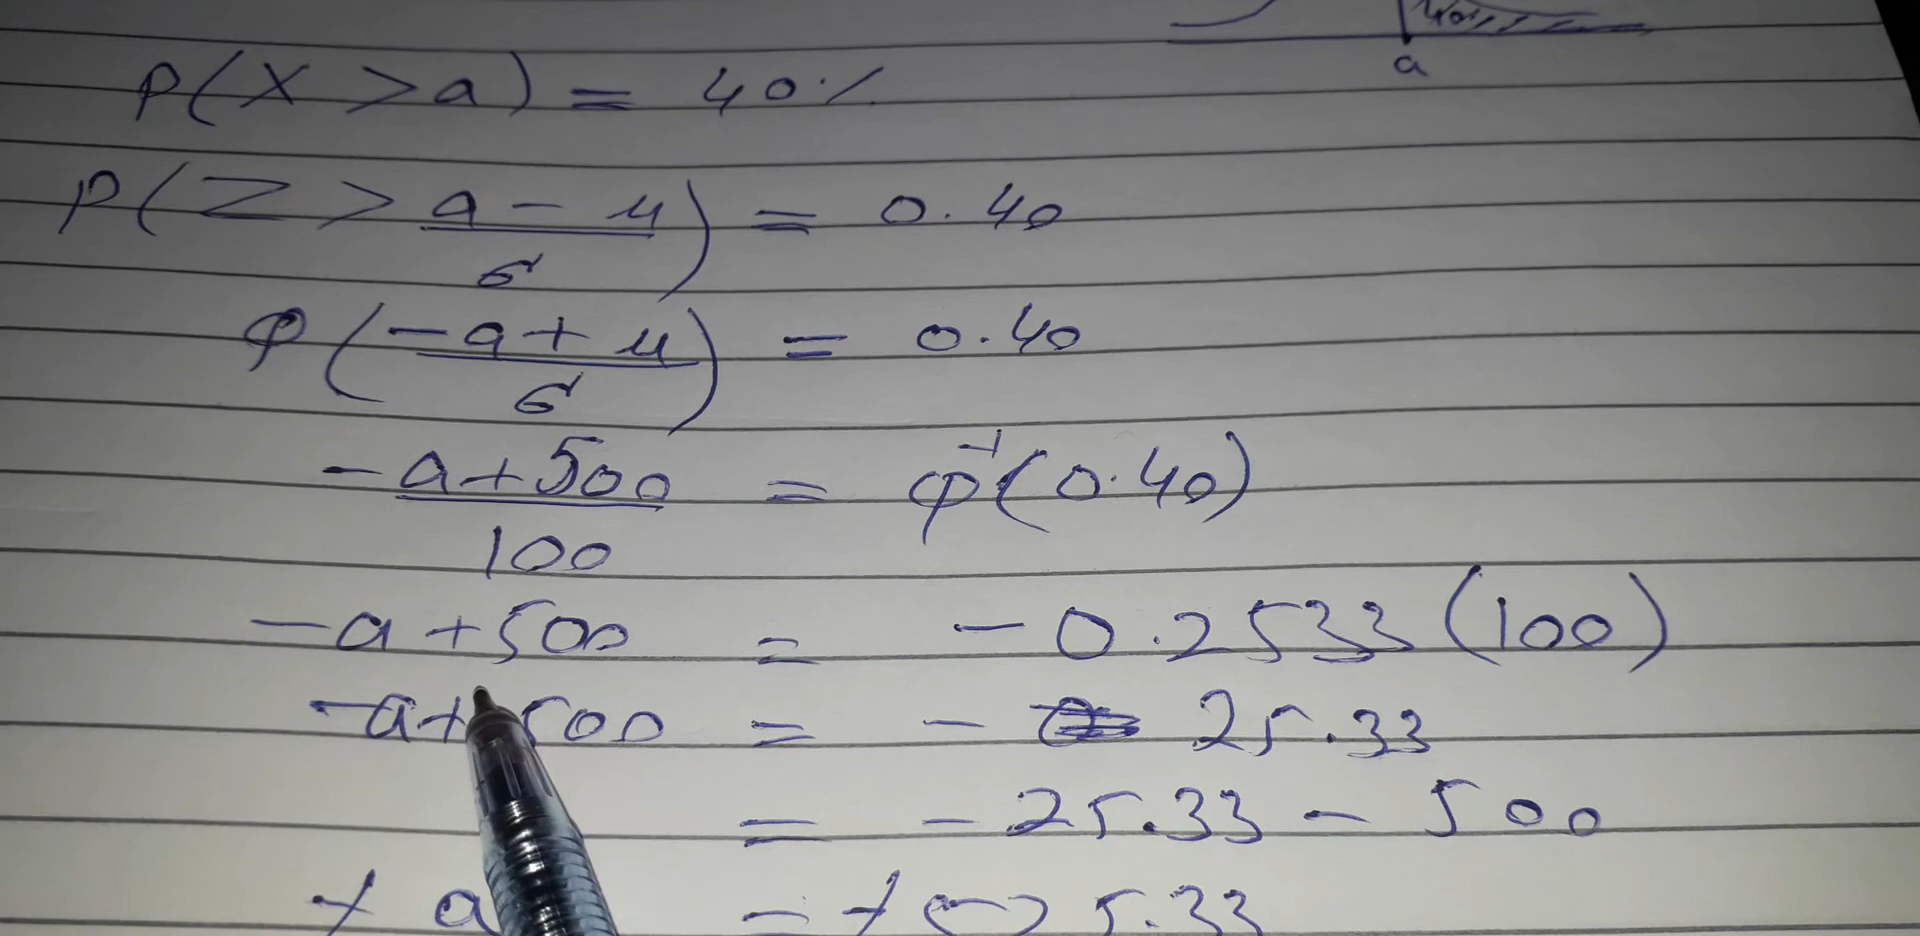 40%
a
P(X > a) = 40%
P(Z > (a - μ)/σ) = 0.40
φ((-a + μ)/σ) = 0.40
(-a + 500)/100 = φ⁻¹(0.40)
-a + 500 = -0.2533(100)
-a + 500 = - 25.33
= -25.33 - 500